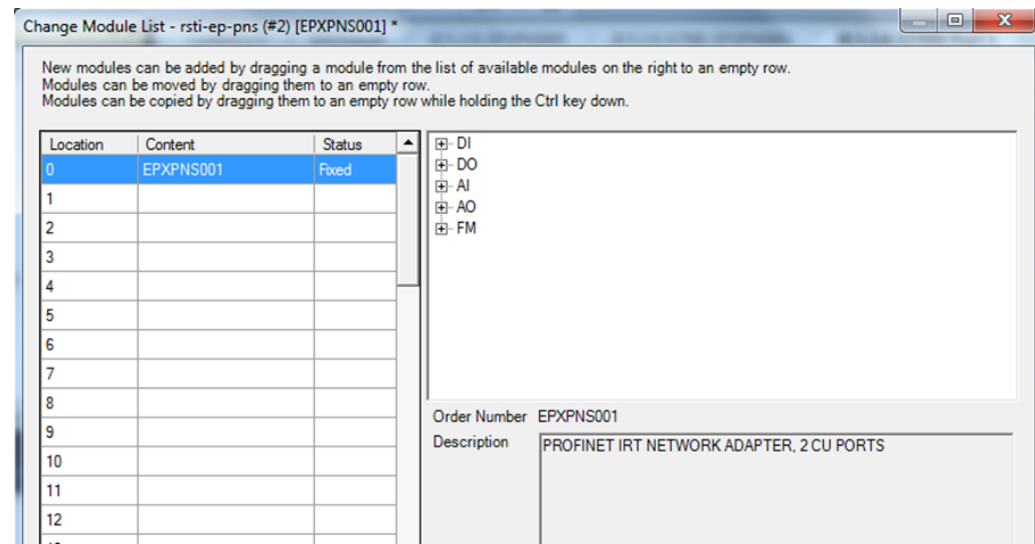 Change Module List - rsti-ep-pns (#2) [EPXPNS001] *
New modules can be added by dragging a module from the list of available modules on the right to an empty row.
Modules can be moved by dragging them to an empty row.
Modules can be copied by dragging them to an empty row while holding the Ctrl key down.
Location Content Status
0 EPXPNS001 Fixed
1
2
3
4
5
6
7
8
9
10
11
12
DI
DO
AI
AO
FM
Order Number EPXPNS001
Description PROFINET IRT NETWORK ADAPTER, 2 CU PORTS